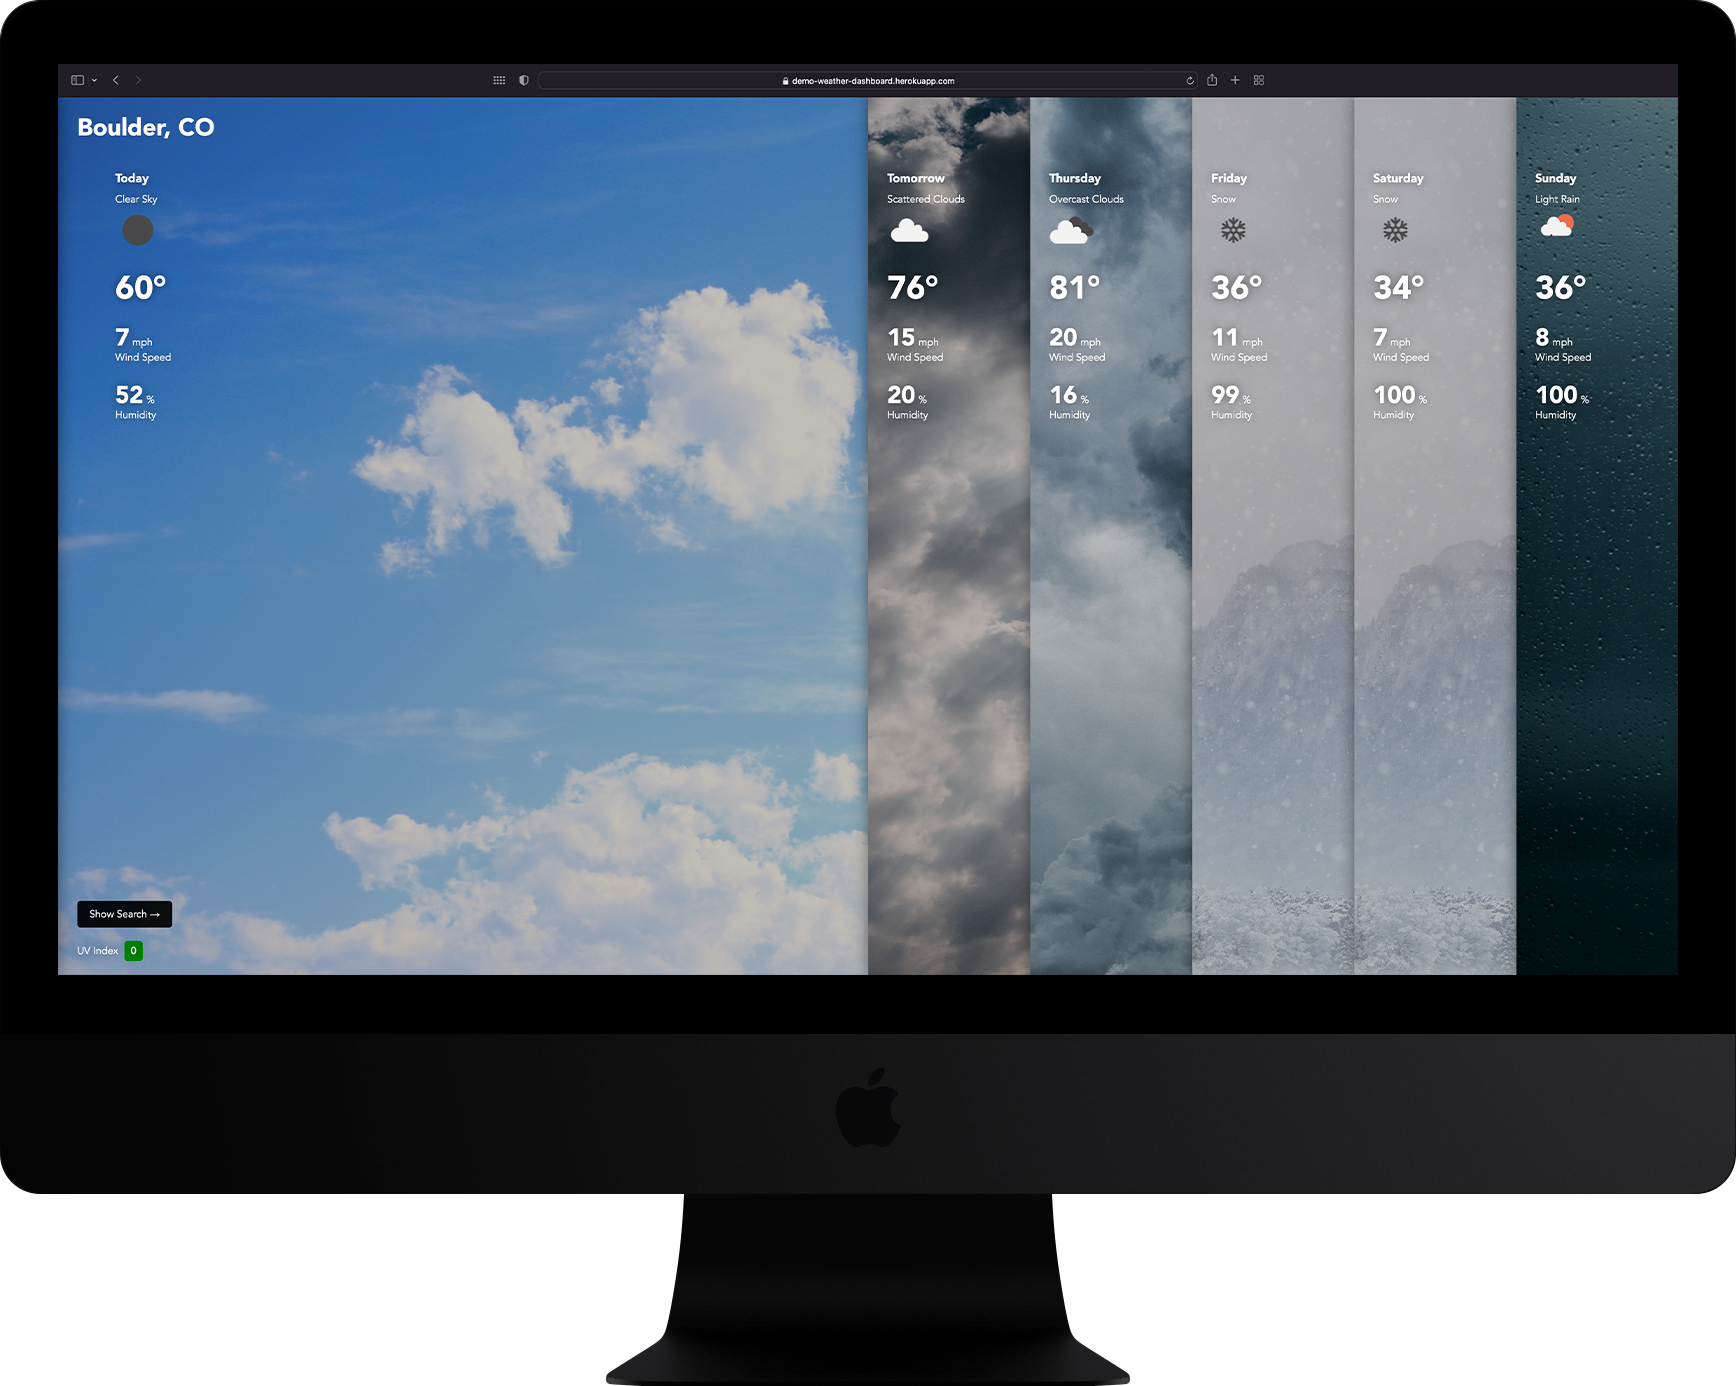 demo-weather-dashboard.herokuapp.com
Boulder, CO
Today
Clear Sky
60°
7 mph
Wind Speed
52 %
Humidity
Tomorrow
Scattered Clouds
76°
15 mph
Wind Speed
20 %
Humidity
Thursday
Overcast Clouds
81°
20 mph
Wind Speed
16 %
Humidity
Friday
Snow
36°
11 mph
Wind Speed
99 %
Humidity
Saturday
Snow
34°
7 mph
Wind Speed
100 %
Humidity
Sunday
Light Rain
36°
8 mph
Wind Speed
100 %
Humidity
Show Search →
UV Index 0